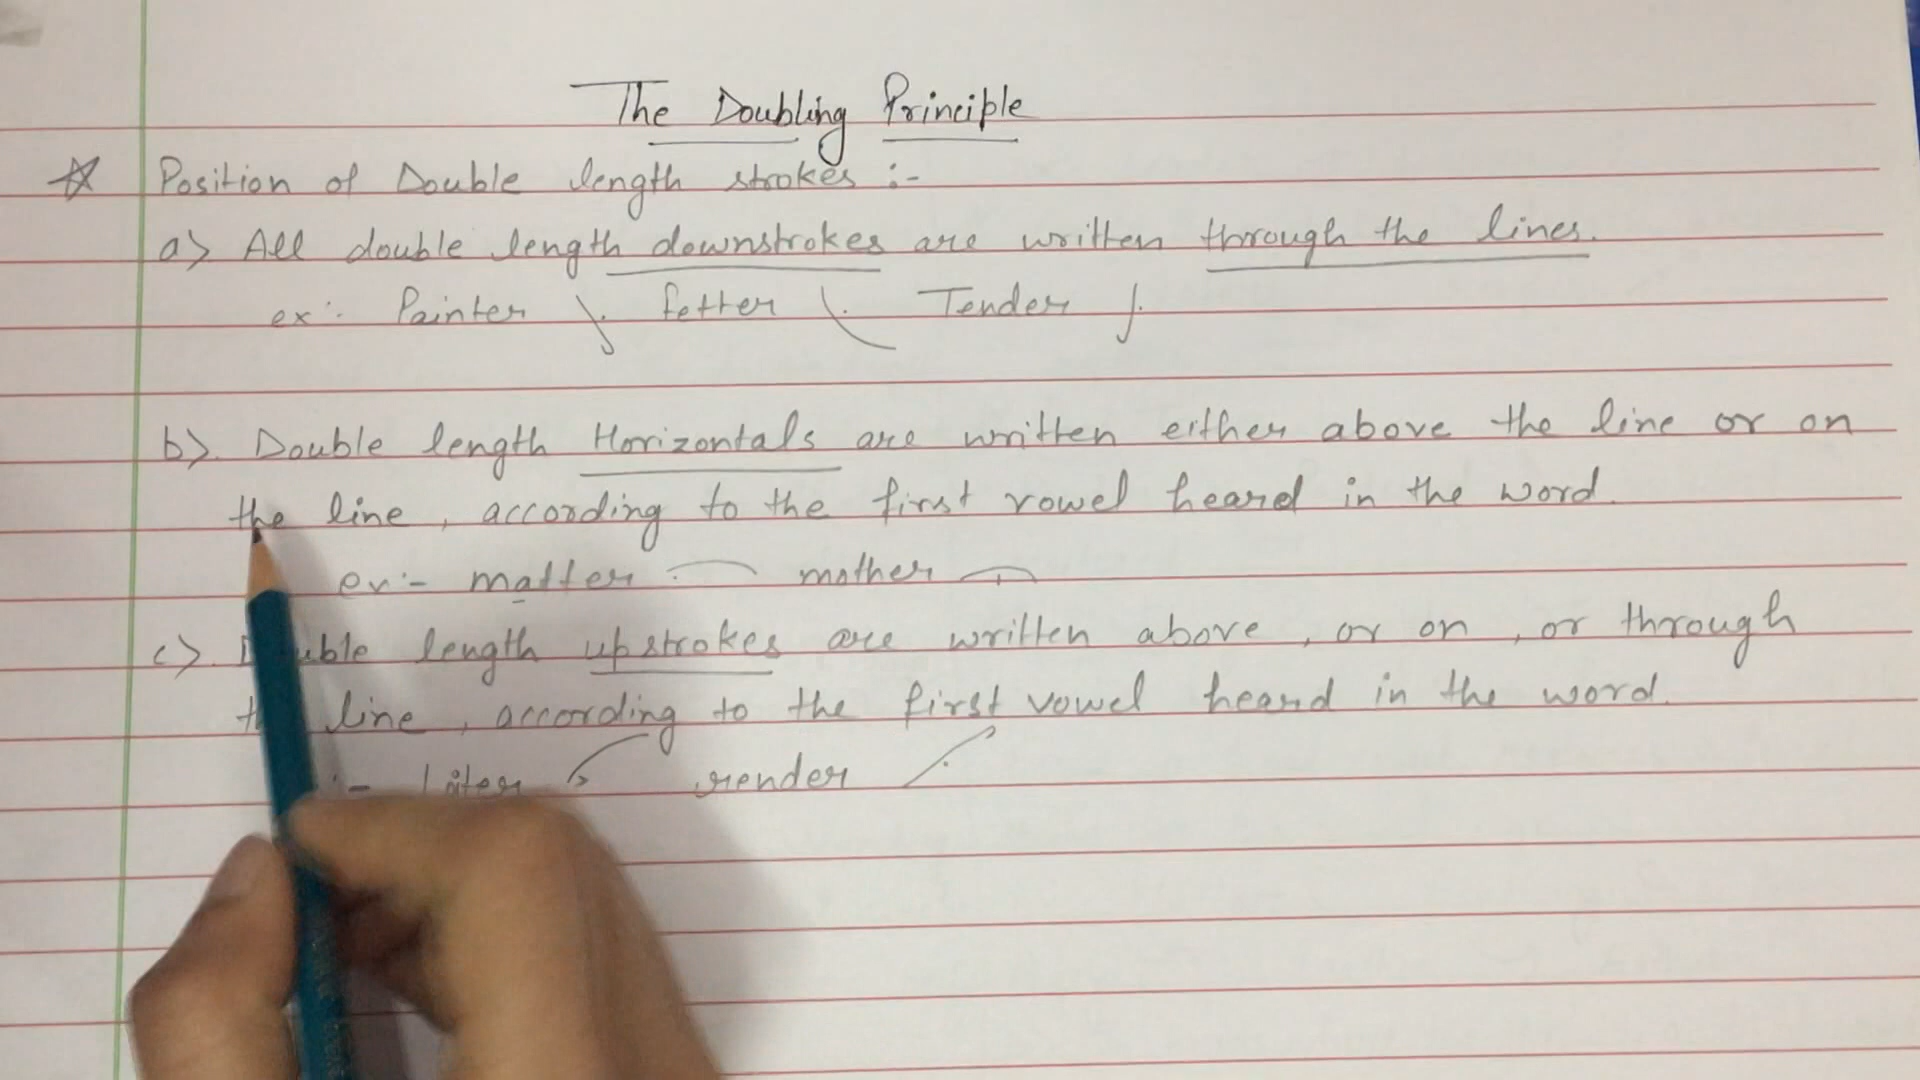 The Doubling Principle
☆ Position of Double length strokes :-
a) All double length downstrokes are written through the lines.
ex:- Painter fetter Tender
b). Double length Horizontals are written either above the line or on
the line, according to the first vowel heard in the word.
ex:- matter mother
c). length upstrokes are written above, or on, or through
line, according to the first vowel heard in the word.
:- later render